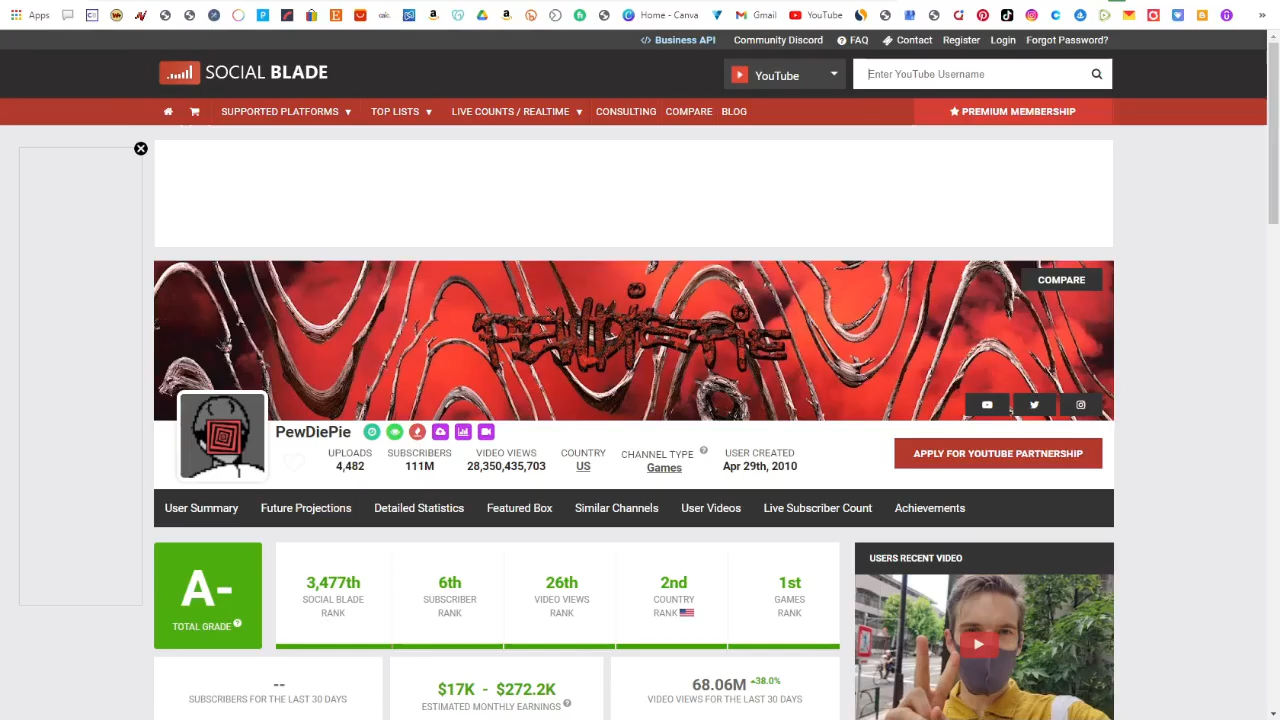 Apps
Home - Canva
Gmail
YouTube
</> Business API
Community Discord
FAQ
Contact
Register
Login
Forgot Password?
SOCIAL BLADE
YouTube
Enter YouTube Username
SUPPORTED PLATFORMS
TOP LISTS
LIVE COUNTS / REALTIME
CONSULTING
COMPARE
BLOG
PREMIUM MEMBERSHIP
COMPARE
PEWDIEPIE
PewDiePie
UPLOADS
4,482
SUBSCRIBERS
111M
VIDEO VIEWS
28,350,435,703
COUNTRY
US
CHANNEL TYPE
Games
USER CREATED
Apr 29th, 2010
APPLY FOR YOUTUBE PARTNERSHIP
User Summary
Future Projections
Detailed Statistics
Featured Box
Similar Channels
User Videos
Live Subscriber Count
Achievements
A-
TOTAL GRADE
3,477th
SOCIAL BLADE
RANK
6th
SUBSCRIBER
RANK
26th
VIDEO VIEWS
RANK
2nd
COUNTRY
RANK
1st
GAMES
RANK
USERS RECENT VIDEO
--
SUBSCRIBERS FOR THE LAST 30 DAYS
$17K - $272.2K
ESTIMATED MONTHLY EARNINGS
68.06M 38.0%
VIDEO VIEWS FOR THE LAST 30 DAYS